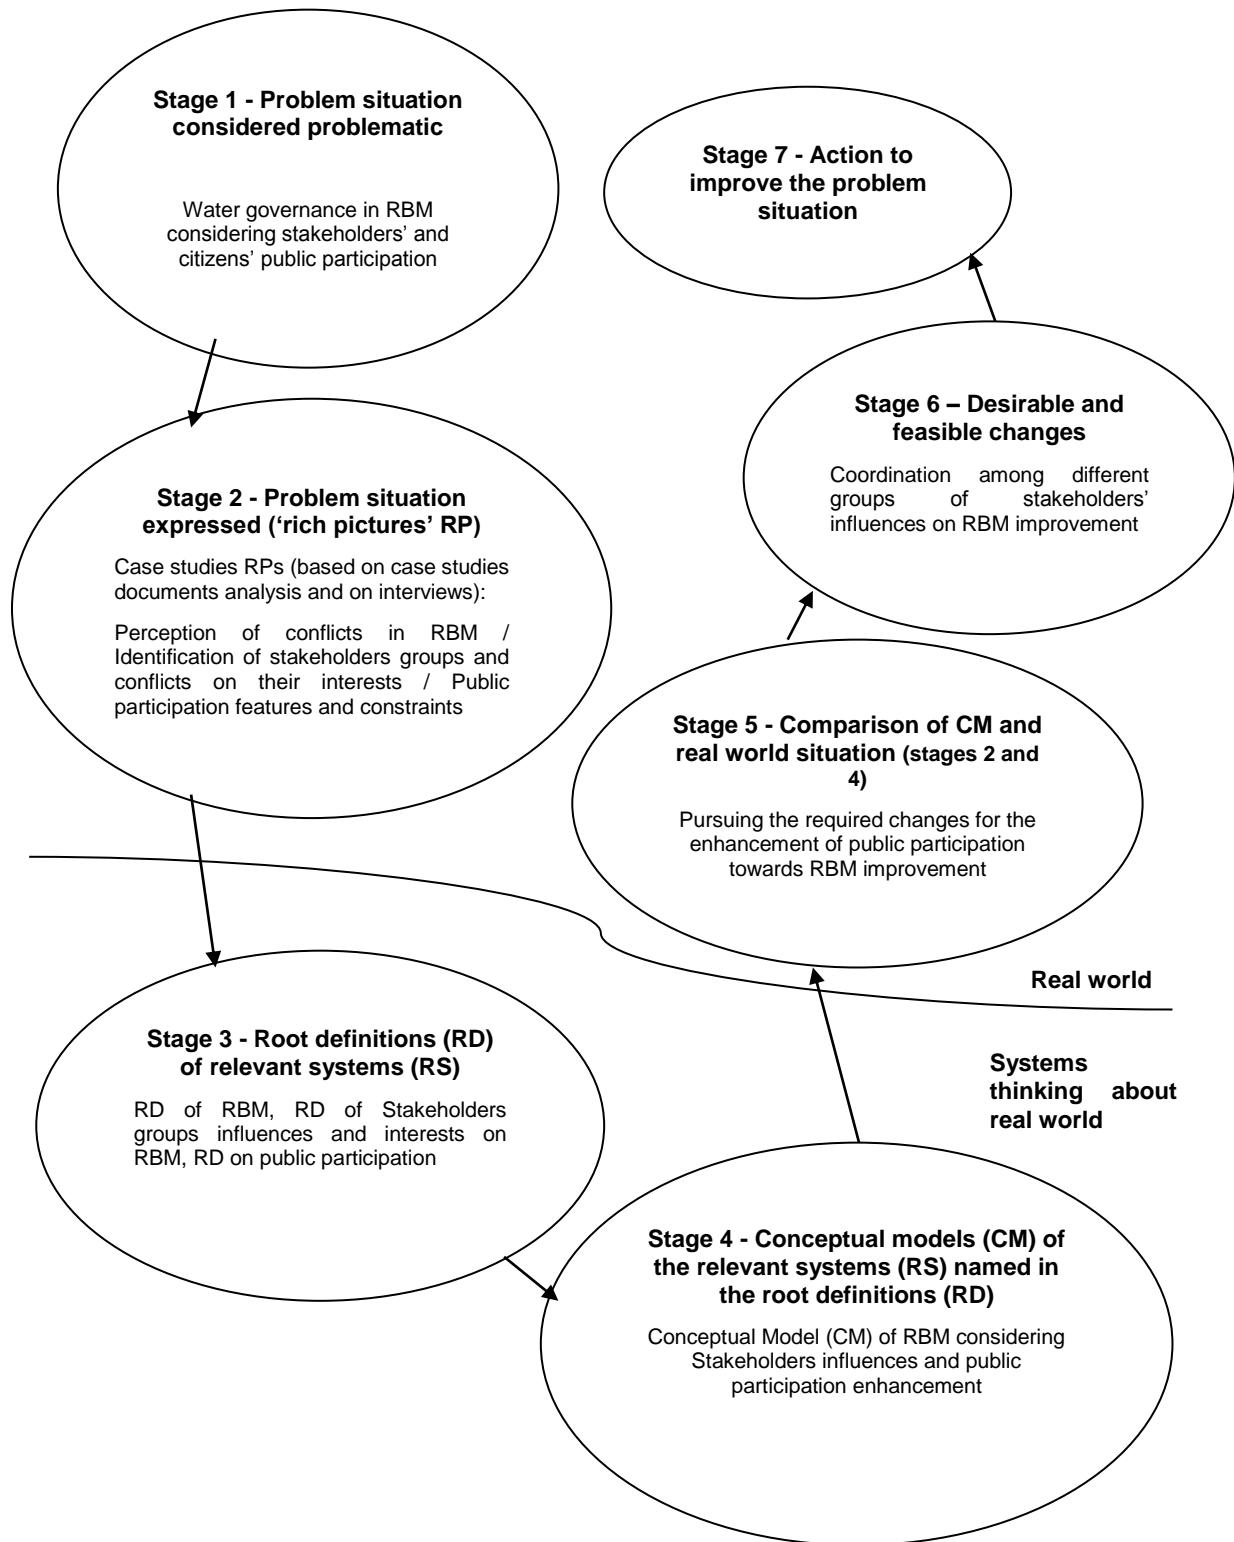 Stage 1 - Problem situation
considered problematic
Water governance in RBM
considering stakeholders’ and
citizens’ public participation
Stage 2 - Problem situation
expressed (‘rich pictures’ RP)
Case studies RPs (based on case studies
documents analysis and on interviews):
Perception of conflicts in RBM /
Identification of stakeholders groups and
conflicts on their interests / Public
participation features and constraints
Stage 3 - Root definitions (RD)
of relevant systems (RS)
RD of RBM, RD of Stakeholders
groups influences and interests on
RBM, RD on public participation
Stage 4 - Conceptual models (CM) of
the relevant systems (RS) named in
the root definitions (RD)
Conceptual Model (CM) of RBM considering
Stakeholders influences and public
participation enhancement
Stage 5 - Comparison of CM and
real world situation (stages 2 and
4)
Pursuing the required changes for the
enhancement of public participation
towards RBM improvement
Stage 6 – Desirable and
feasible changes
Coordination among different
groups of stakeholders’
influences on RBM improvement
Stage 7 - Action to
improve the problem
situation
Real world
Systems
thinking about
real world